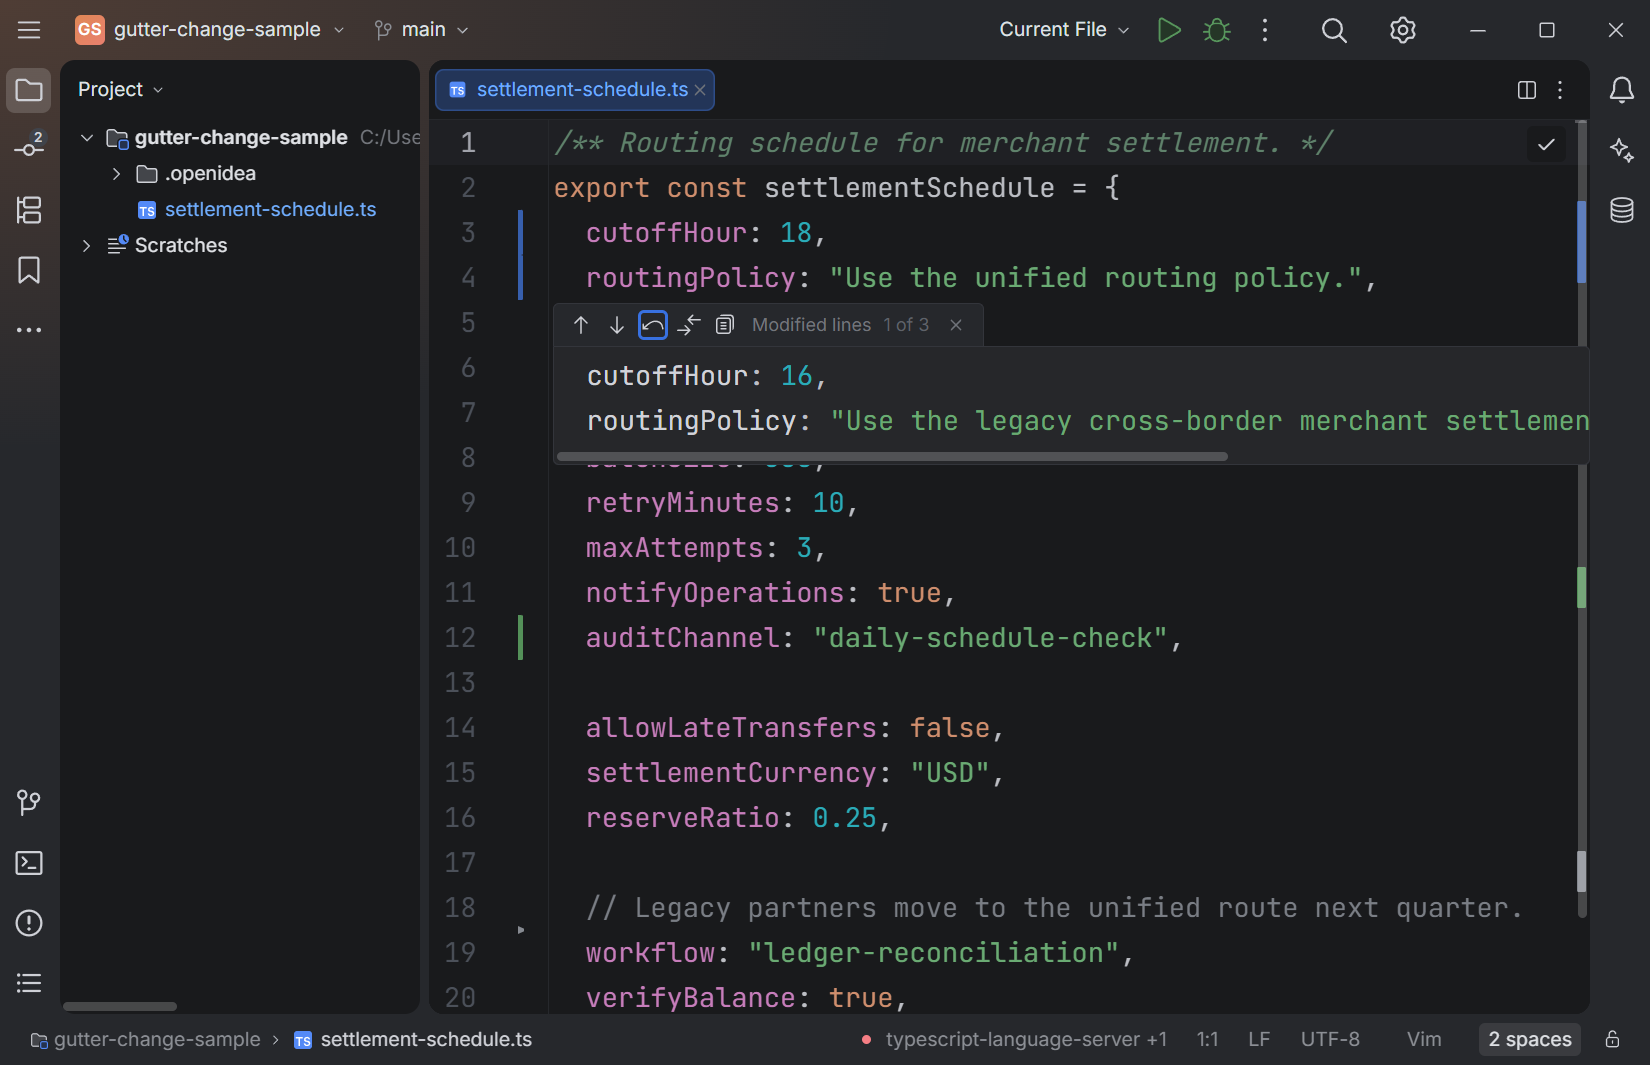 GS gutter-change-sample main Current File
Project
settlement-schedule.ts
2
gutter-change-sample C:/Use
.openidea
settlement-schedule.ts
Scratches
1 /** Routing schedule for merchant settlement. */
2 export const settlementSchedule = {
3 cutoffHour: 18,
4 routingPolicy: "Use the unified routing policy.",
5
Modified lines 1 of 3
6 cutoffHour: 16,
7 routingPolicy: "Use the legacy cross-border merchant settlemen
8
9 retryMinutes: 10,
10 maxAttempts: 3,
11 notifyOperations: true,
12 auditChannel: "daily-schedule-check",
13
14 allowLateTransfers: false,
15 settlementCurrency: "USD",
16 reserveRatio: 0.25,
17
18 // Legacy partners move to the unified route next quarter.
19 workflow: "ledger-reconciliation",
20 verifyBalance: true,
gutter-change-sample › settlement-schedule.ts typescript-language-server +1 1:1 LF UTF-8 Vim 2 spaces